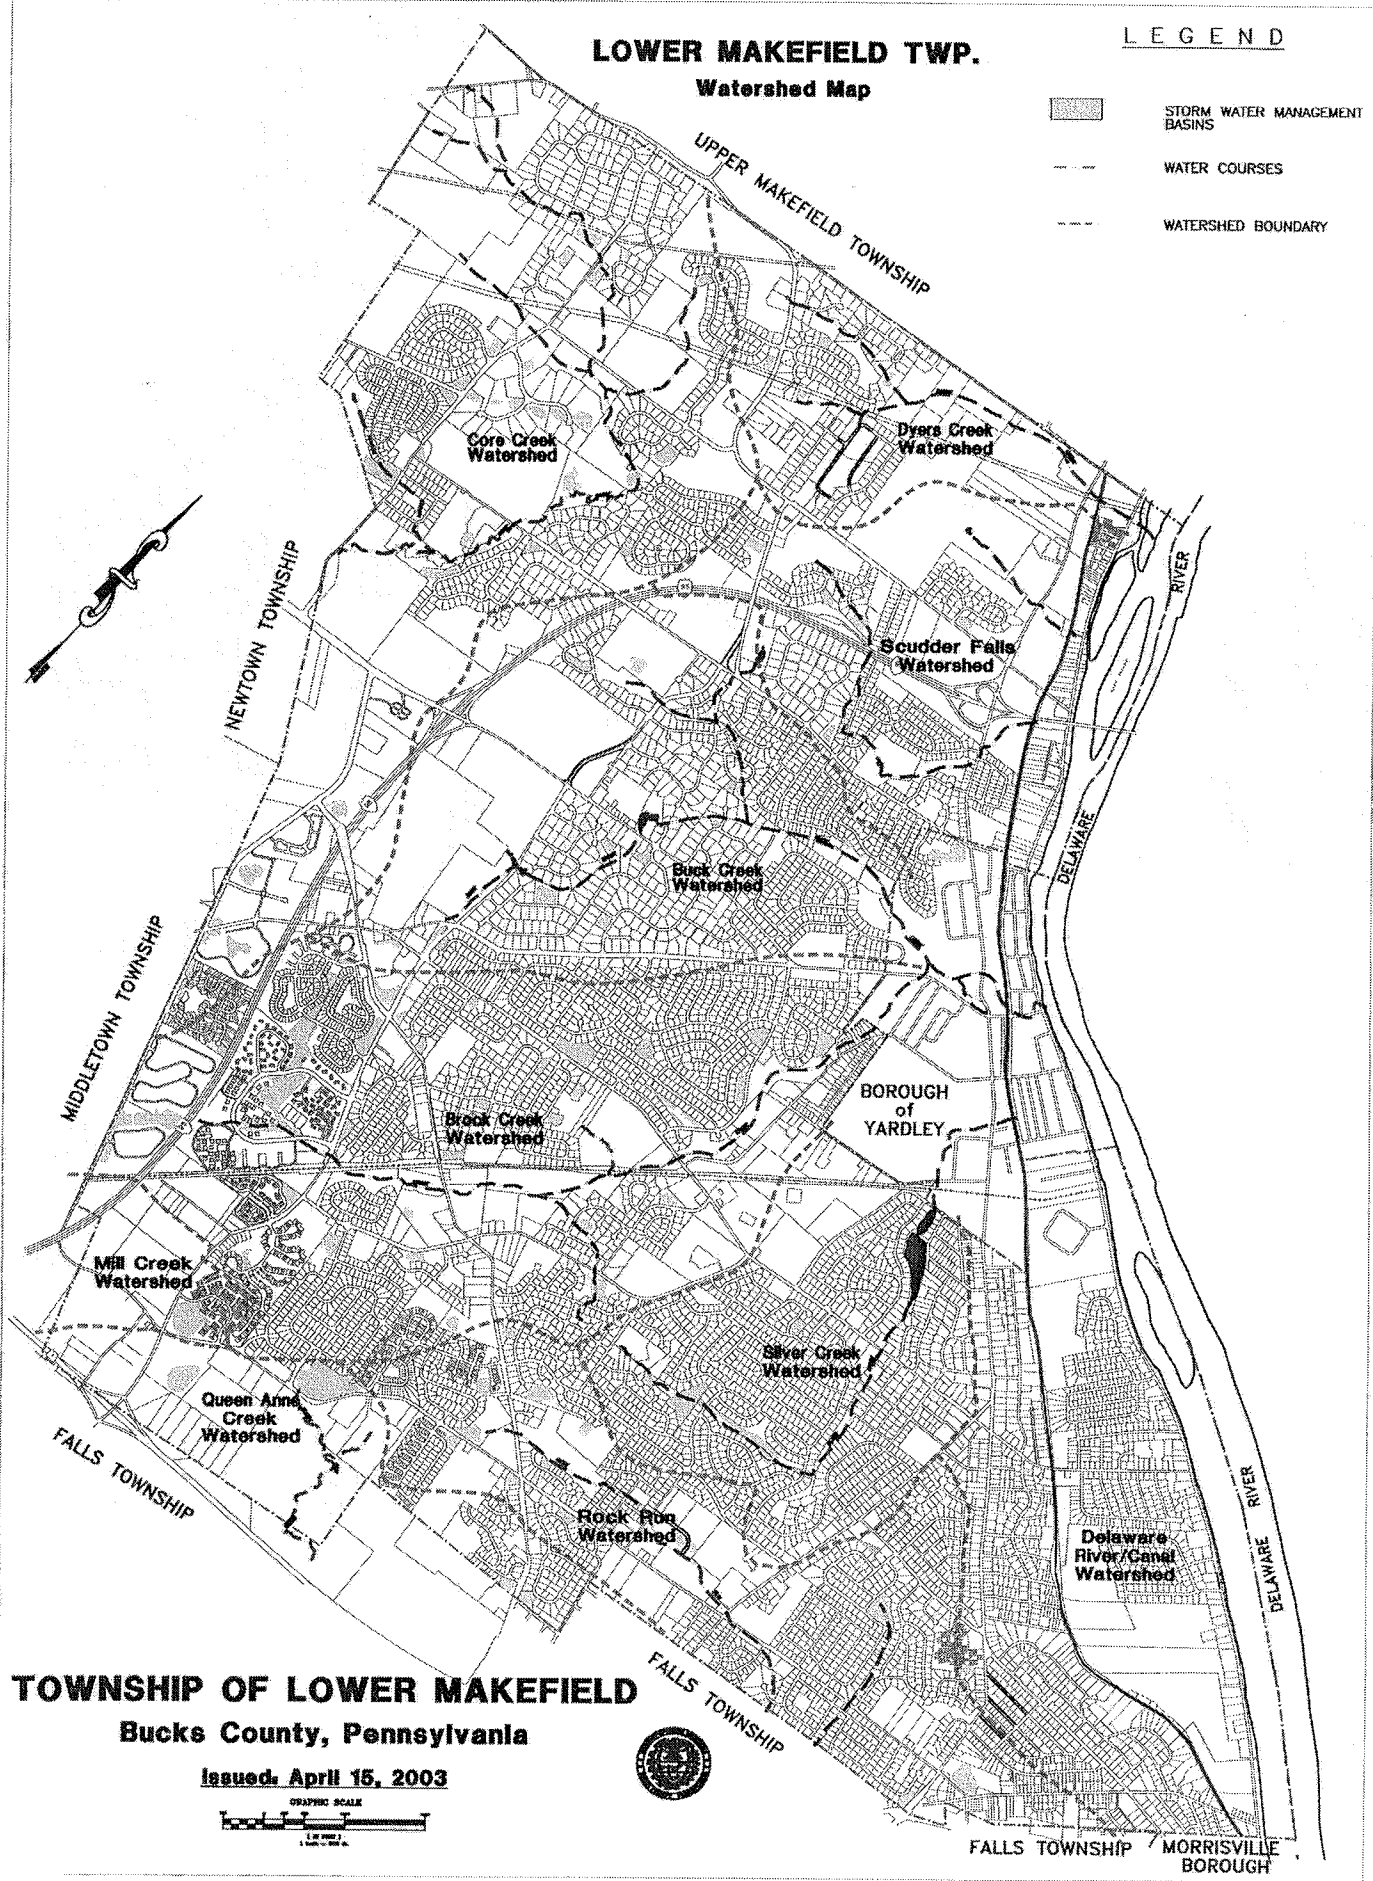 LOWER MAKEFIELD TWP.
Watershed Map
L E G E N D
STORM WATER MANAGEMENT
BASINS
WATER COURSES
WATERSHED BOUNDARY
UPPER MAKEFIELD TOWNSHIP
Core Creek
Watershed
Dyers Creek
Watershed
NEWTOWN TOWNSHIP
RIVER
Scudder Falls
Watershed
DELAWARE
Buck Creek
Watershed
MIDDLETOWN TOWNSHIP
BOROUGH
of
YARDLEY
Brock Creek
Watershed
Mill Creek
Watershed
Silver Creek
Watershed
Queen Anne
Creek
Watershed
FALLS TOWNSHIP
Rock Run
Watershed
Delaware
River/Canal
Watershed
DELAWARE RIVER
FALLS TOWNSHIP
TOWNSHIP OF LOWER MAKEFIELD
Bucks County, Pennsylvania
Issued: April 15, 2003
GRAPHIC SCALE
FALLS TOWNSHIP
MORRISVILLE
BOROUGH